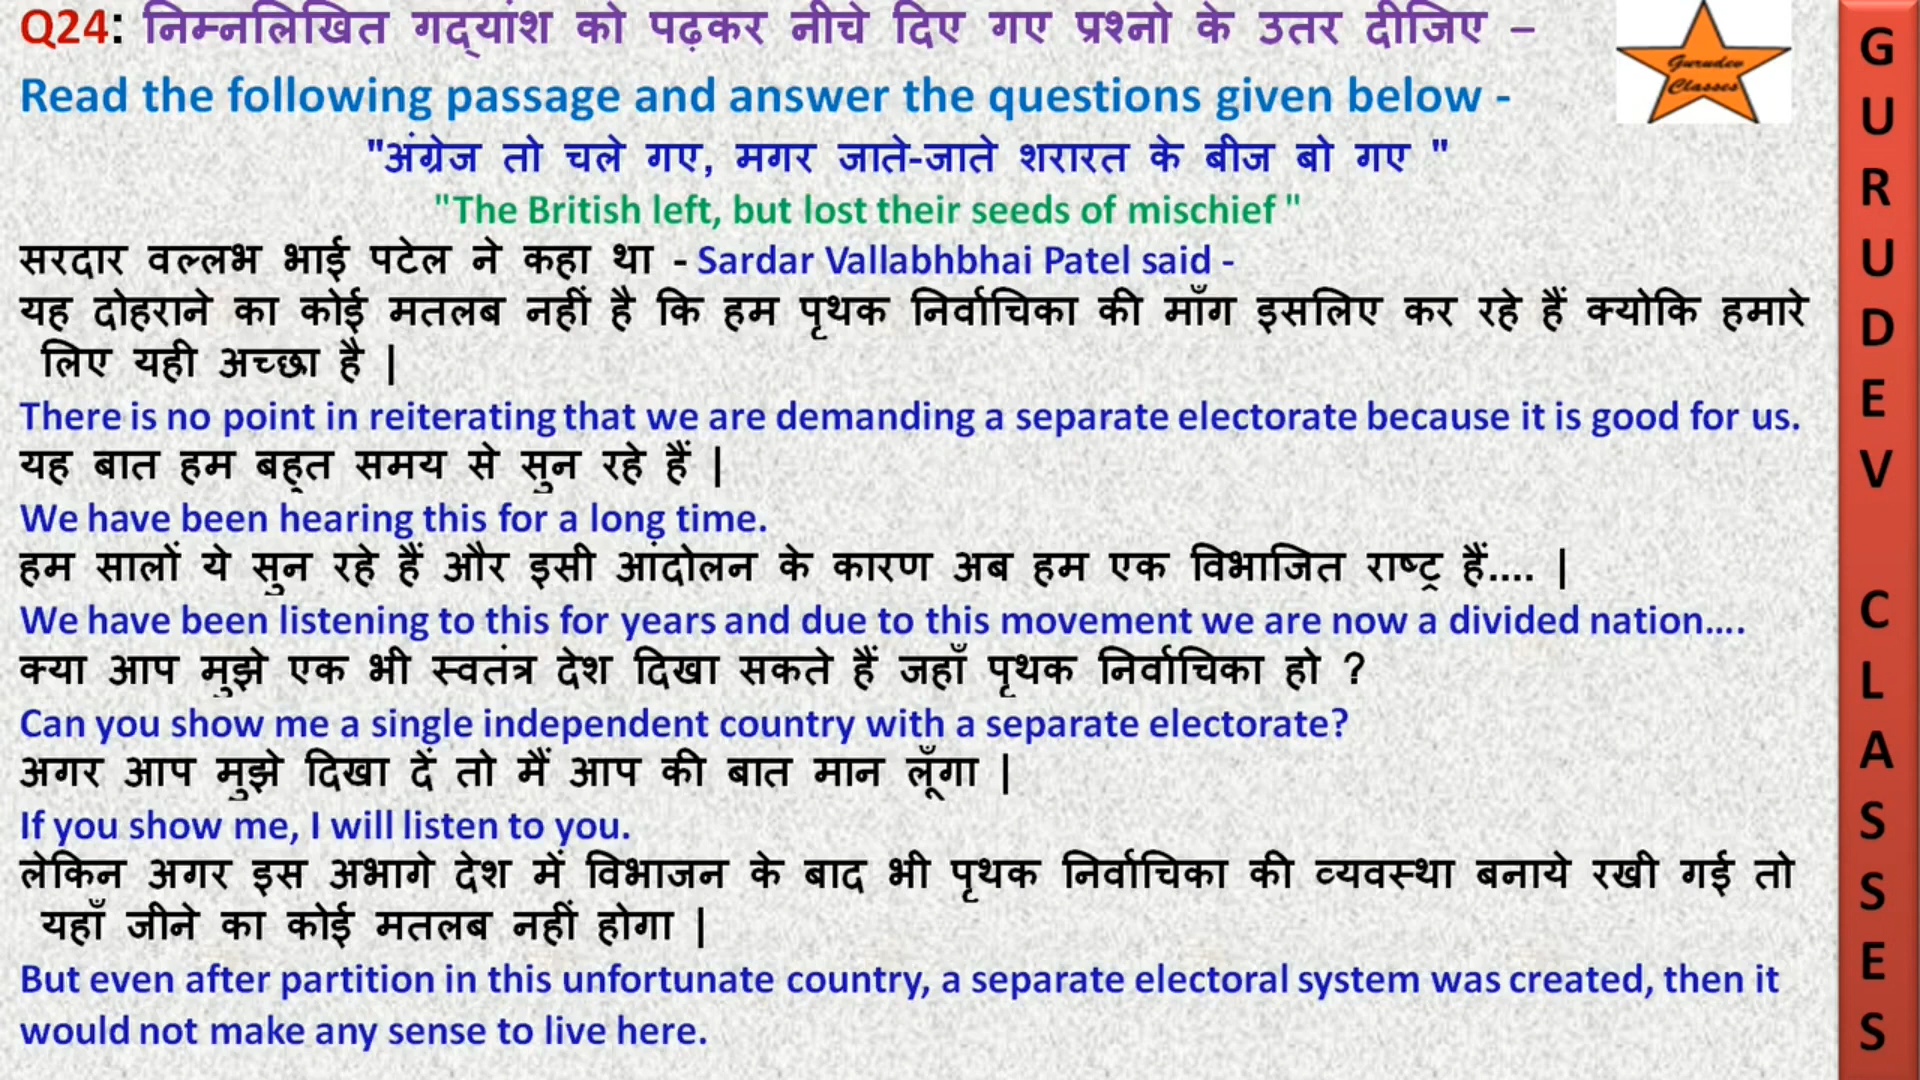 Q24: निम्नलिखित गद्यांश को पढ़कर नीचे दिए गए प्रश्नो के उतर दीजिए –
Read the following passage and answer the questions given below -
"अंग्रेज तो चले गए, मगर जाते-जाते शरारत के बीज बो गए "
"The British left, but lost their seeds of mischief "
सरदार वल्लभ भाई पटेल ने कहा था - Sardar Vallabhbhai Patel said -
यह दोहराने का कोई मतलब नहीं है कि हम पृथक निर्वाचिका की माँग इसलिए कर रहे हैं क्योकि हमारे
लिए यही अच्छा है |
There is no point in reiterating that we are demanding a separate electorate because it is good for us.
यह बात हम बहुत समय से सुन रहे हैं |
We have been hearing this for a long time.
हम सालों ये सुन रहे हैं और इसी आंदोलन के कारण अब हम एक विभाजित राष्ट्र हैं.... |
We have been listening to this for years and due to this movement we are now a divided nation....
क्या आप मुझे एक भी स्वतंत्र देश दिखा सकते हैं जहाँ पृथक निर्वाचिका हो ?
Can you show me a single independent country with a separate electorate?
अगर आप मुझे दिखा दें तो मैं आप की बात मान लूँगा |
If you show me, I will listen to you.
लेकिन अगर इस अभागे देश में विभाजन के बाद भी पृथक निर्वाचिका की व्यवस्था बनाये रखी गई तो
यहाँ जीने का कोई मतलब नहीं होगा |
But even after partition in this unfortunate country, a separate electoral system was created, then it
would not make any sense to live here.
Gurudev
Classes
GURUDEV CLASSES